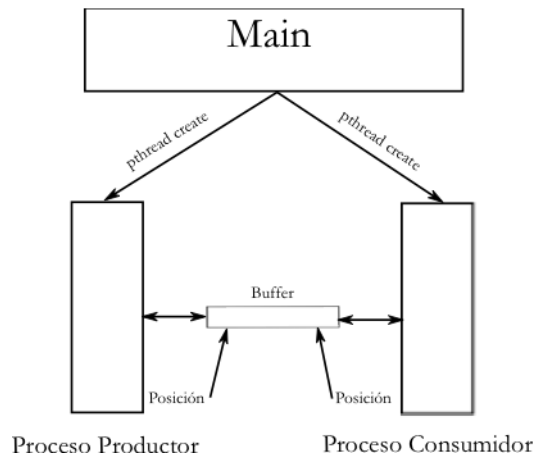 Main
pthread create
pthread create
Buffer
Posición
Posición
Proceso Productor
Proceso Consumidor